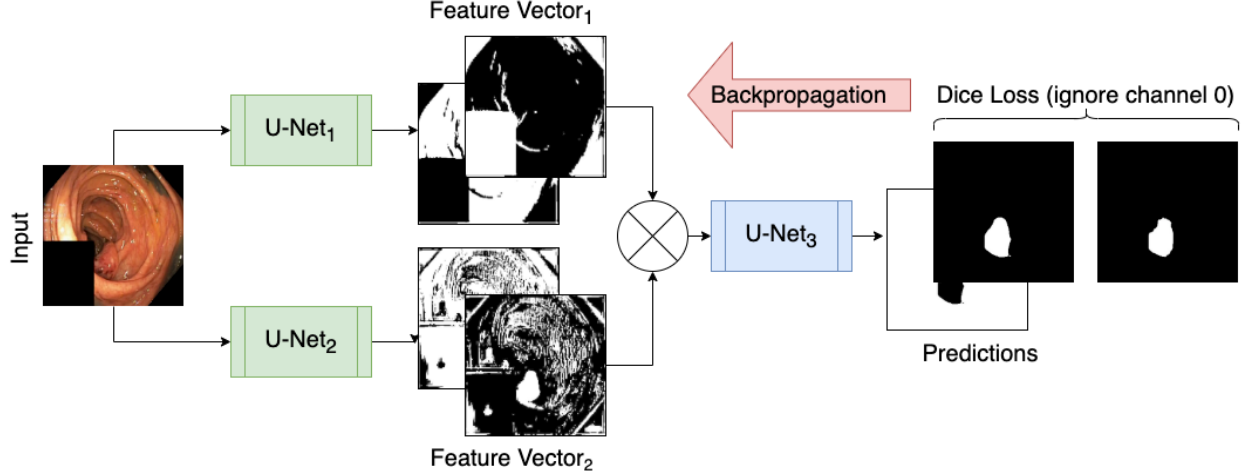 Feature Vector₁
Backpropagation
Dice Loss (ignore channel 0)
U-Net₁
Input
U-Net₃
U-Net₂
Predictions
Feature Vector₂